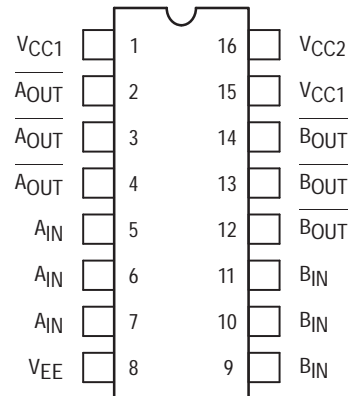 VCC1 1 16 VCC2
AOUT 2 15 VCC1
AOUT 3 14 BOUT
AOUT 4 13 BOUT
AIN 5 12 BOUT
AIN 6 11 BIN
AIN 7 10 BIN
VEE 8 9 BIN